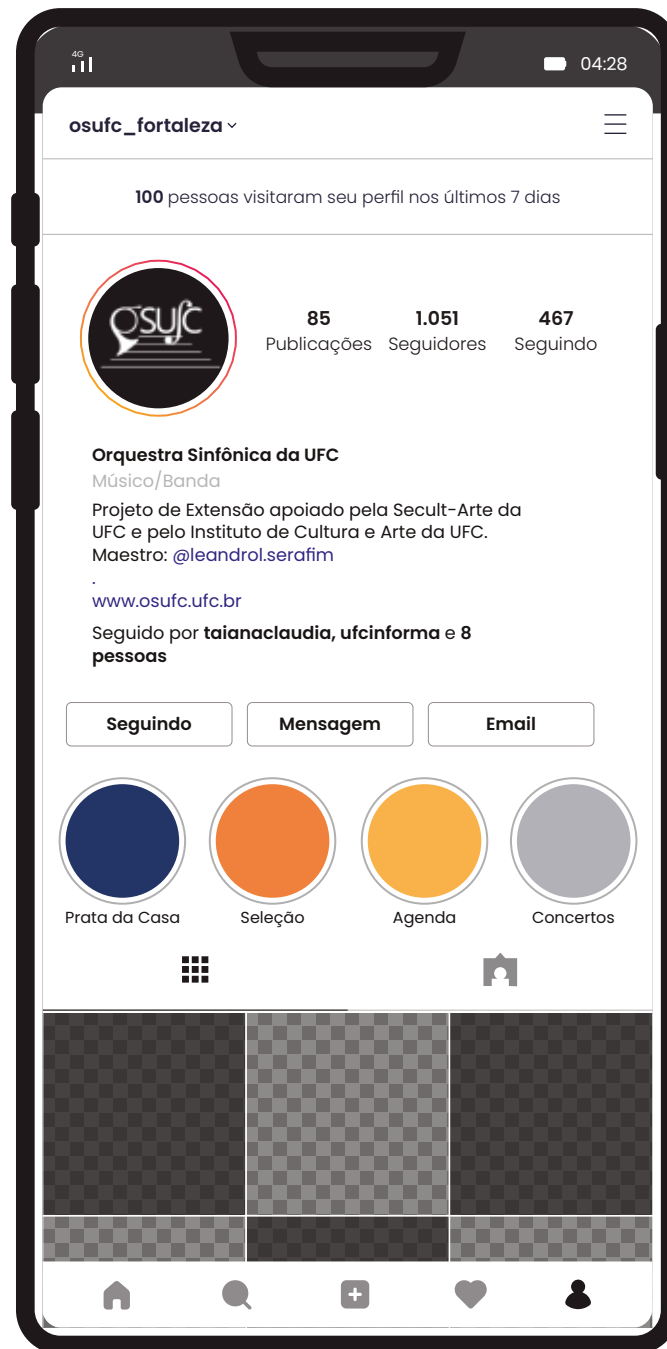 4G
04:28
osufc_fortaleza
100 pessoas visitaram seu perfil nos últimos 7 dias
osufc
85 1.051 467
Publicações Seguidores Seguindo
Orquestra Sinfônica da UFC
Músico/Banda
Projeto de Extensão apoiado pela Secult-Arte da
UFC e pelo Instituto de Cultura e Arte da UFC.
Maestro: @leandrol.serafim
.
www.osufc.ufc.br
Seguido por taianaclaudia, ufcinforma e 8
pessoas
Seguindo Mensagem Email
Prata da Casa Seleção Agenda Concertos